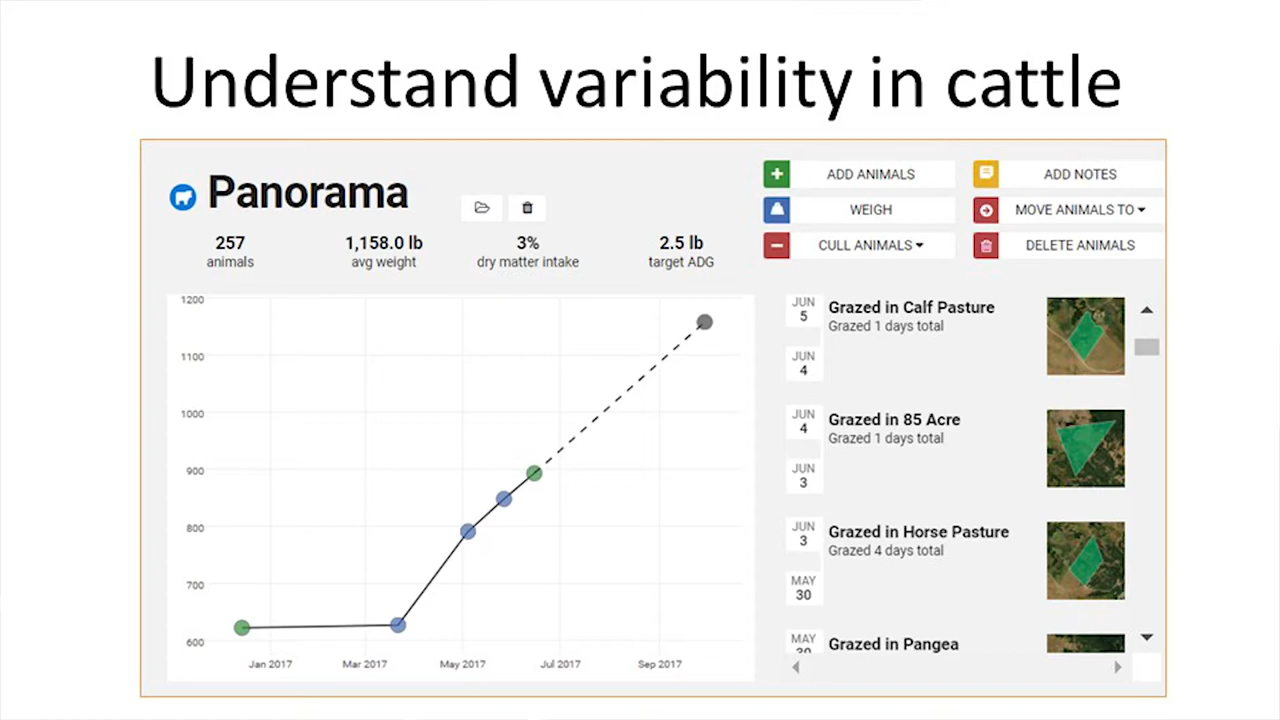 Understand variability in cattle
Panorama
257
animals
1,158.0 lb
avg weight
3%
dry matter intake
2.5 lb
target ADG
ADD ANIMALS
ADD NOTES
WEIGH
MOVE ANIMALS TO
CULL ANIMALS
DELETE ANIMALS
1200
1100
1000
900
800
700
600
Jan 2017
Mar 2017
May 2017
Jul 2017
Sep 2017
JUN
5
Grazed in Calf Pasture
Grazed 1 days total
JUN
4
JUN
4
Grazed in 85 Acre
Grazed 1 days total
JUN
3
JUN
3
Grazed in Horse Pasture
Grazed 4 days total
MAY
30
MAY
30
Grazed in Pangea